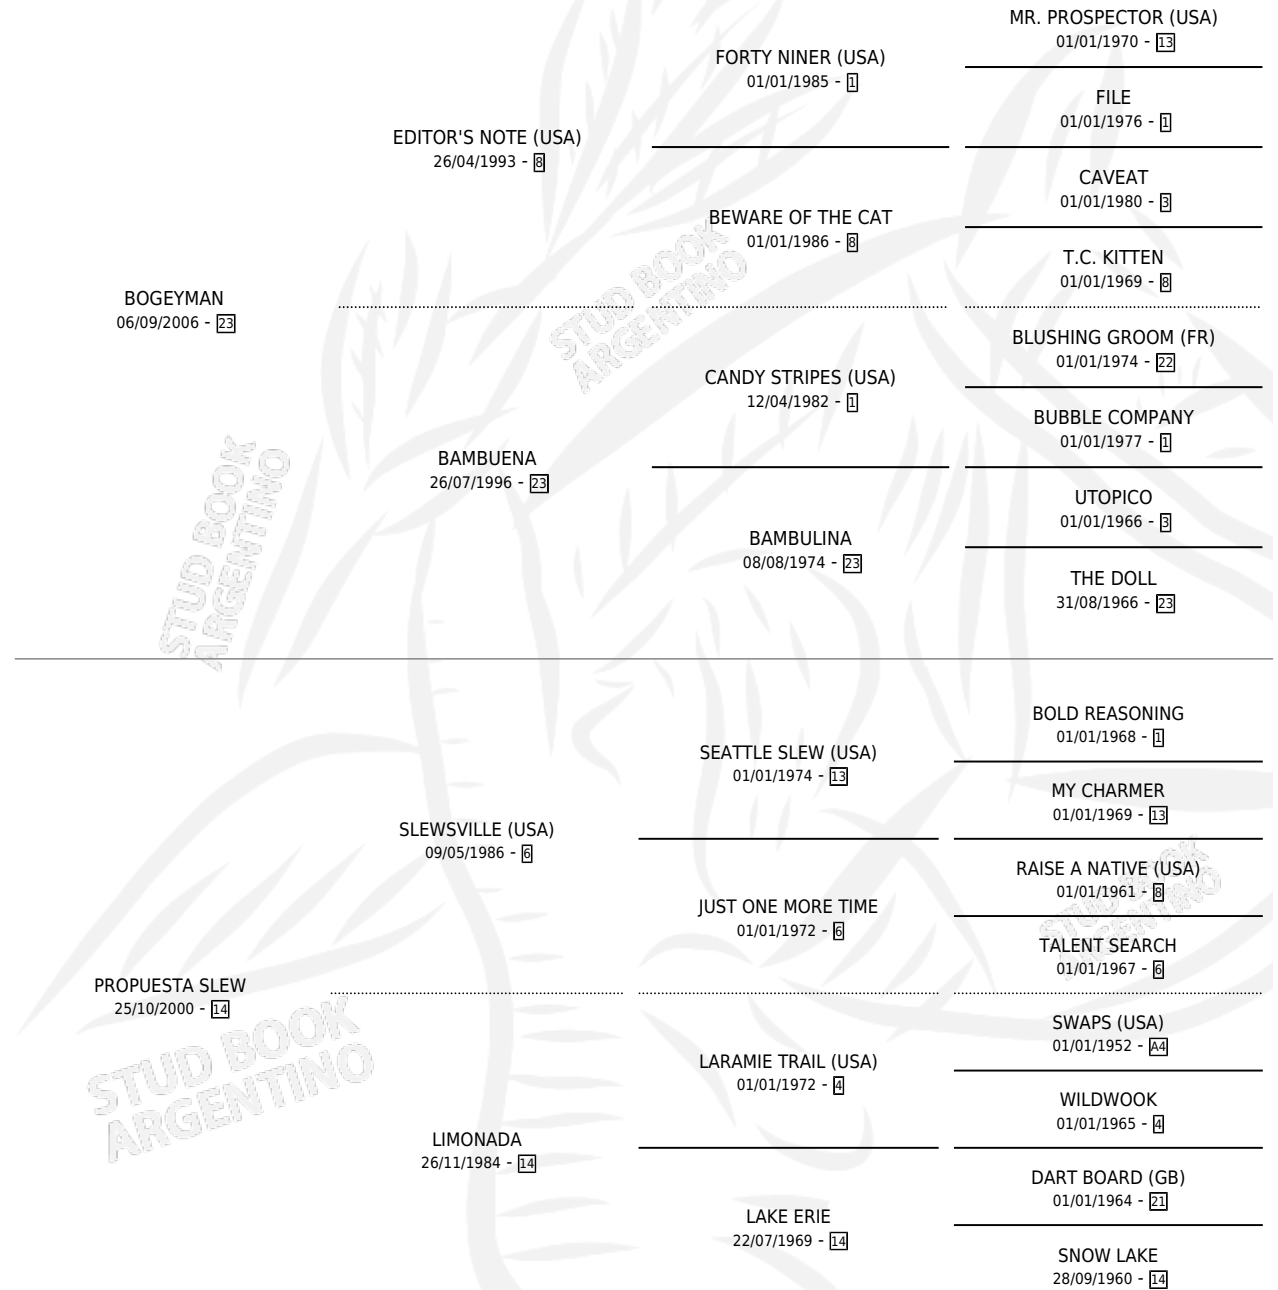 MR. PROSPECTOR (USA)
01/01/1970 - 13
FORTY NINER (USA)
01/01/1985 - 1
FILE
01/01/1976 - 1
EDITOR'S NOTE (USA)
26/04/1993 - 8
CAVEAT
01/01/1980 - 3
BEWARE OF THE CAT
01/01/1986 - 8
T.C. KITTEN
01/01/1969 - 8
BOGEYMAN
06/09/2006 - 23
BLUSHING GROOM (FR)
01/01/1974 - 22
CANDY STRIPES (USA)
12/04/1982 - 1
BUBBLE COMPANY
01/01/1977 - 1
BAMBUENA
26/07/1996 - 23
UTOPICO
01/01/1966 - 3
BAMBULINA
08/08/1974 - 23
THE DOLL
31/08/1966 - 23
STUD BOOK
ARGENTINO
STUD BOOK
ARGENTINO
BOLD REASONING
01/01/1968 - 1
SEATTLE SLEW (USA)
01/01/1974 - 13
MY CHARMER
01/01/1969 - 13
SLEWSVILLE (USA)
09/05/1986 - 6
RAISE A NATIVE (USA)
01/01/1961 - 8
JUST ONE MORE TIME
01/01/1972 - 6
TALENT SEARCH
01/01/1967 - 6
PROPUESTA SLEW
25/10/2000 - 14
SWAPS (USA)
01/01/1952 - A4
LARAMIE TRAIL (USA)
01/01/1972 - 4
WILDWOOK
01/01/1965 - 4
LIMONADA
26/11/1984 - 14
DART BOARD (GB)
01/01/1964 - 21
LAKE ERIE
22/07/1969 - 14
SNOW LAKE
28/09/1960 - 14
STUD BOOK
ARGENTINO
STUD BOOK
ARGENTINO